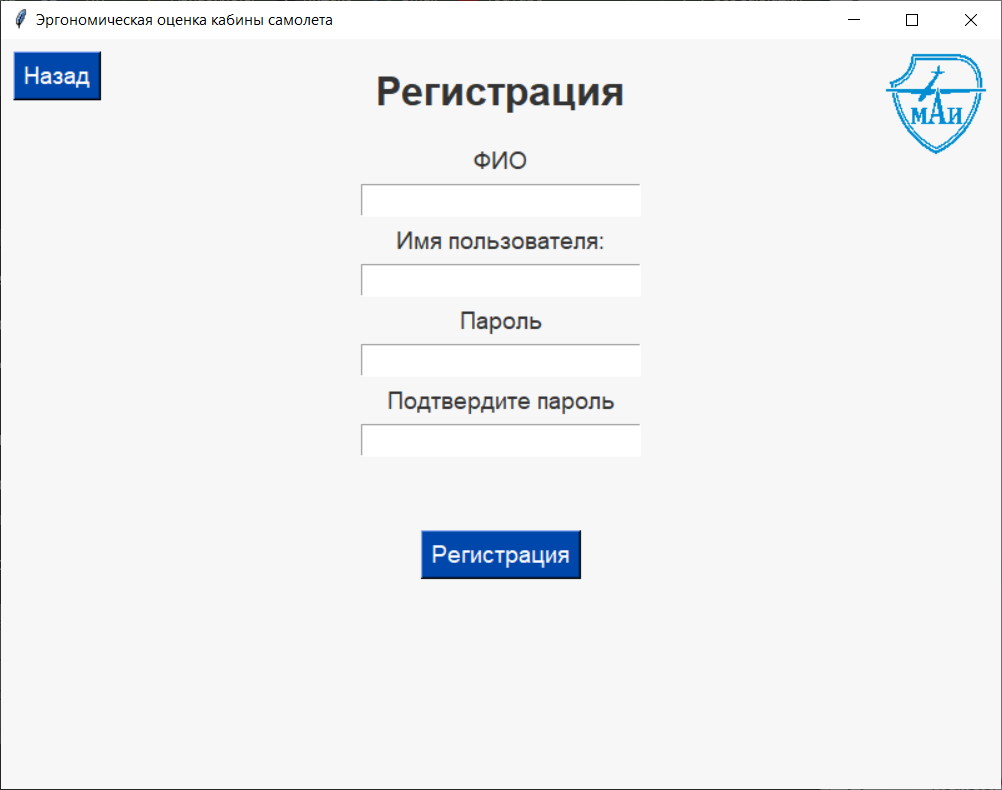 Эргономическая оценка кабины самолета
Назад
Регистрация
МАИ
ФИО
Имя пользователя:
Пароль
Подтвердите пароль
Регистрация